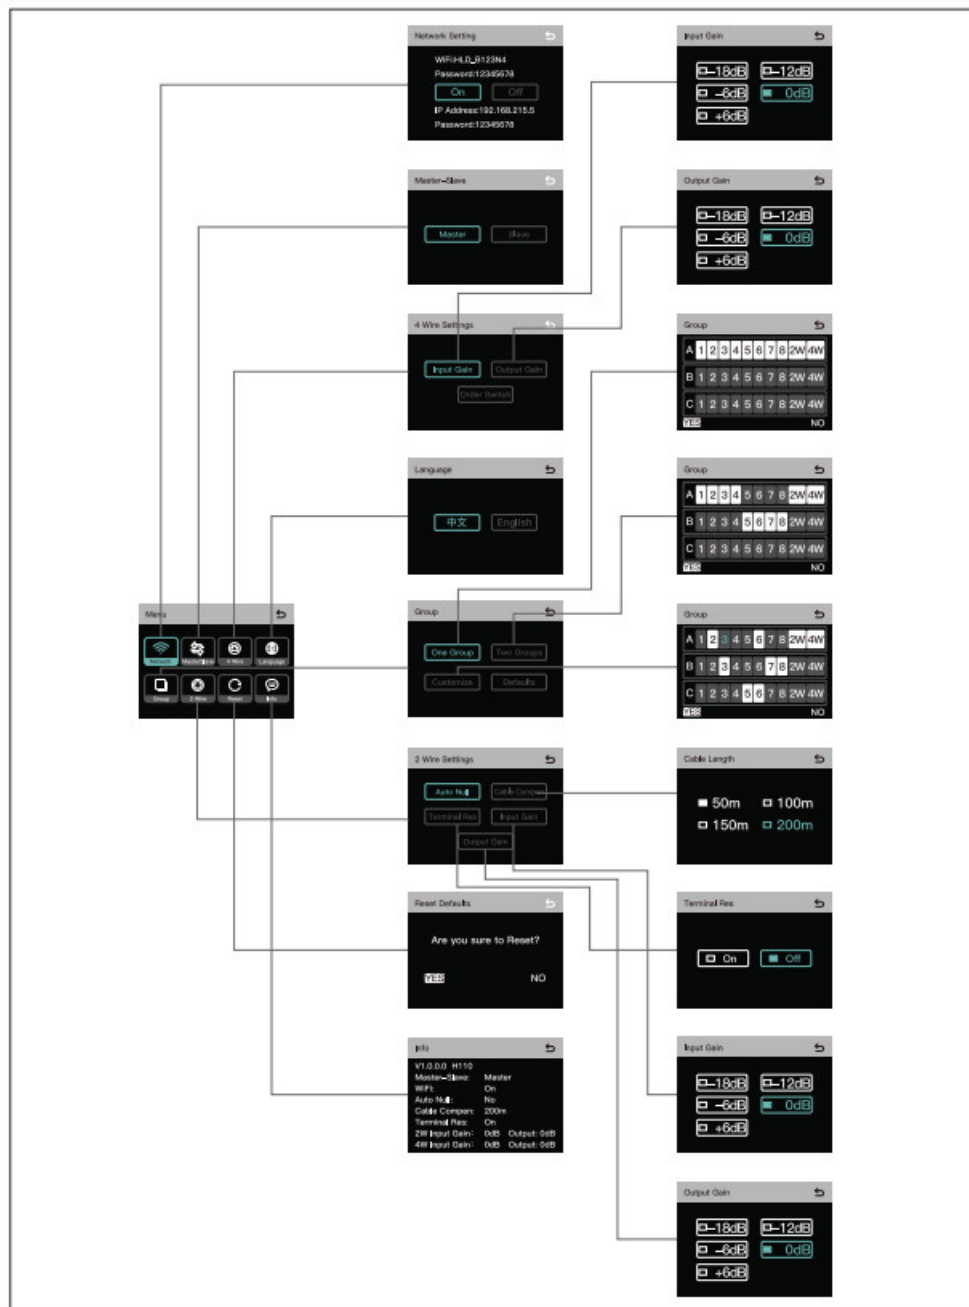 Network Setting
WiFi:HLD_B123N4
Password:12345678
On Off
IP Address:192.168.215.5
Password:12345678
Input Gain
-18dB -12dB
-6dB 0dB
+6dB
Master-Slave
Master Slave
Output Gain
-18dB -12dB
-6dB 0dB
+6dB
4 Wire Settings
Input Gain Output Gain
Order Switch
Group
A 1 2 3 4 5 6 7 8 2W 4W
B 1 2 3 4 5 6 7 8 2W 4W
C 1 2 3 4 5 6 7 8 2W 4W
YES NO
Language
中文 English
Group
A 1 2 3 4 5 6 7 8 2W 4W
B 1 2 3 4 5 6 7 8 2W 4W
C 1 2 3 4 5 6 7 8 2W 4W
YES NO
Menu
Network MasterSlave 4 Wire Language
Group 2 Wire Reset Info
Group
One Group Two Groups
Customize Defaults
Group
A 1 2 3 4 5 6 7 8 2W 4W
B 1 2 3 4 5 6 7 8 2W 4W
C 1 2 3 4 5 6 7 8 2W 4W
YES NO
2 Wire Settings
Auto Null Cable Compen
Terminal Res Input Gain
Output Gain
Cable Length
50m 100m
150m 200m
Reset Defaults
Are you sure to Reset?
YES NO
Terminal Res
On Off
Info
V1.0.0.0 H110
Master-Slave: Master
WiFi: On
Auto Null: No
Cable Compen: 200m
Terminal Res: On
2W Input Gain: 0dB Output: 0dB
4W Input Gain: 0dB Output: 0dB
Input Gain
-18dB -12dB
-6dB 0dB
+6dB
Output Gain
-18dB -12dB
-6dB 0dB
+6dB